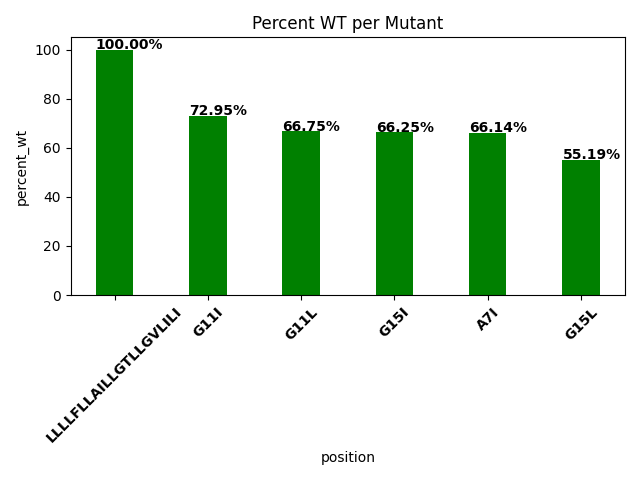 Percent WT per Mutant
percent_wt
100
80
60
40
20
0
100.00%
72.95%
66.75%
66.25%
66.14%
55.19%
LLLLFLLAILLGTLLGVLILI
G11I
G11L
G15I
A7I
G15L
position